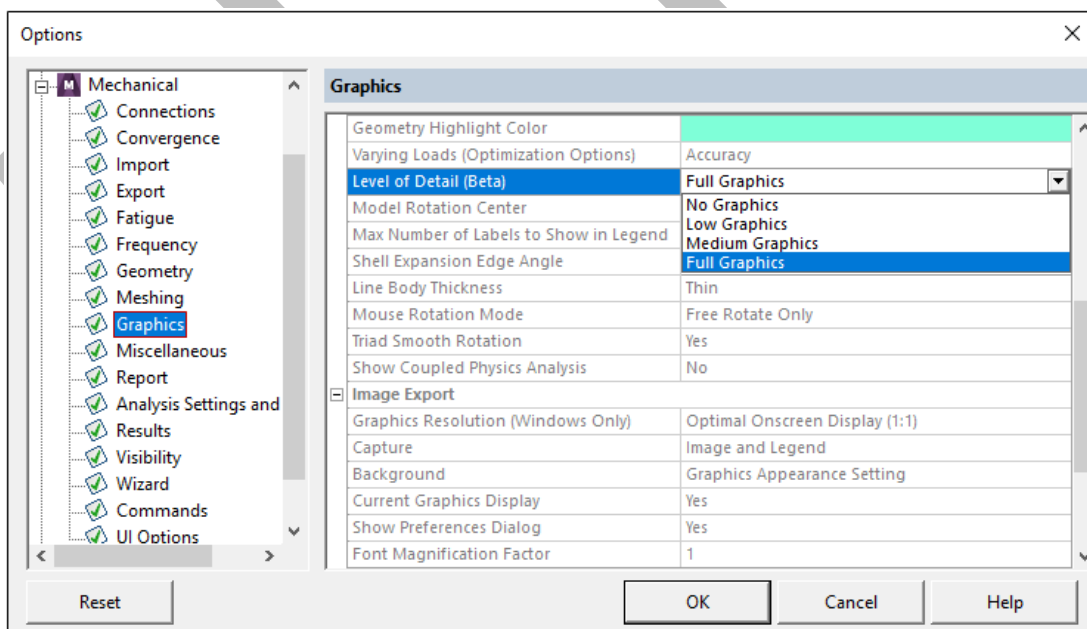 Options
Mechanical
Connections
Convergence
Import
Export
Fatigue
Frequency
Geometry
Meshing
Graphics
Miscellaneous
Report
Analysis Settings and
Results
Visibility
Wizard
Commands
UI Options
Graphics
Geometry Highlight Color
Varying Loads (Optimization Options) Accuracy
Level of Detail (Beta) Full Graphics
No Graphics
Low Graphics
Medium Graphics
Full Graphics
Model Rotation Center
Max Number of Labels to Show in Legend
Shell Expansion Edge Angle
Line Body Thickness Thin
Mouse Rotation Mode Free Rotate Only
Triad Smooth Rotation Yes
Show Coupled Physics Analysis No
Image Export
Graphics Resolution (Windows Only) Optimal Onscreen Display (1:1)
Capture Image and Legend
Background Graphics Appearance Setting
Current Graphics Display Yes
Show Preferences Dialog Yes
Font Magnification Factor 1
Reset OK Cancel Help